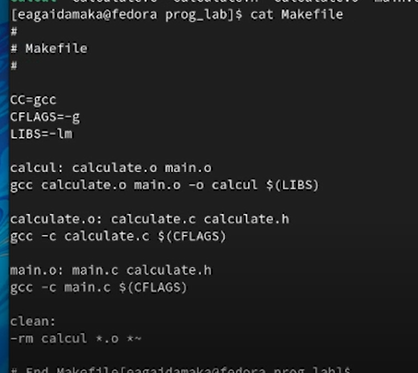 [eagaidamaka@fedora prog_lab]$ cat Makefile
#
# Makefile
#
CC=gcc
CFLAGS=-g
LIBS=-lm
calcul: calculate.o main.o
gcc calculate.o main.o -o calcul $(LIBS)
calculate.o: calculate.c calculate.h
gcc -c calculate.c $(CFLAGS)
main.o: main.c calculate.h
gcc -c main.c $(CFLAGS)
clean:
-rm calcul *.o *~
# End Makefile[eagaidamaka@fedora prog_lab]$